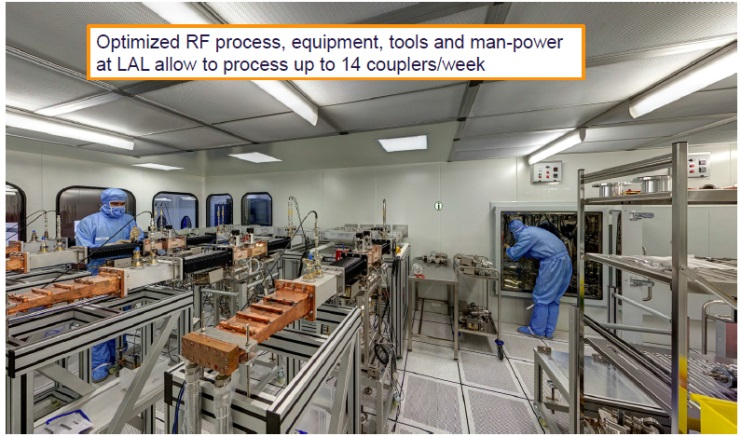 Optimized RF process, equipment, tools and man-power
at LAL allow to process up to 14 couplers/week